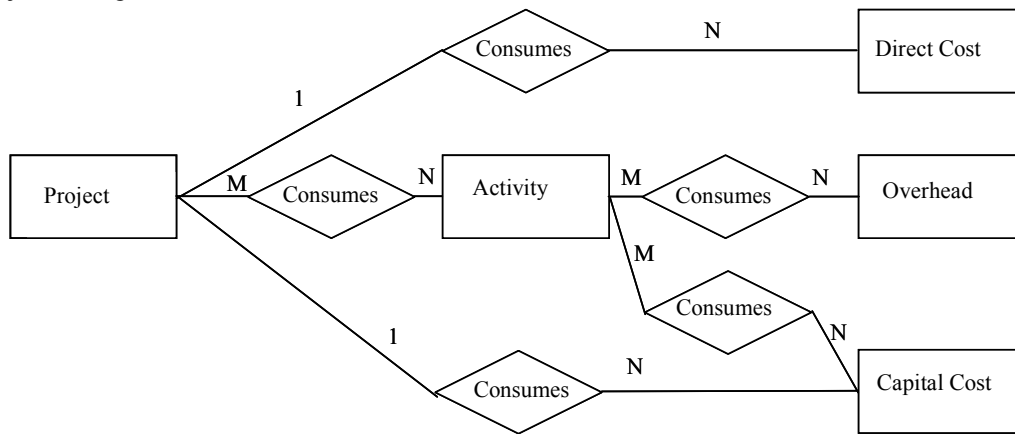 Consumes
N
Direct Cost
1
Project
M
Consumes
N
Activity
M
Consumes
N
Overhead
M
Consumes
N
1
Consumes
N
Capital Cost